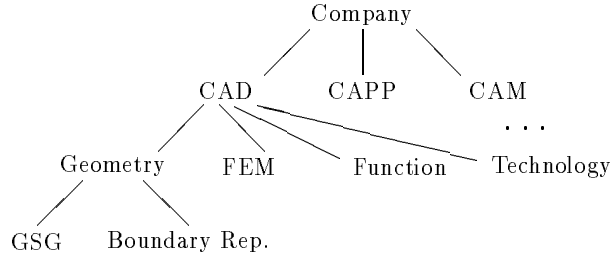 Company
CAD CAPP CAM
. . .
Geometry FEM Function Technology
GSG Boundary Rep.